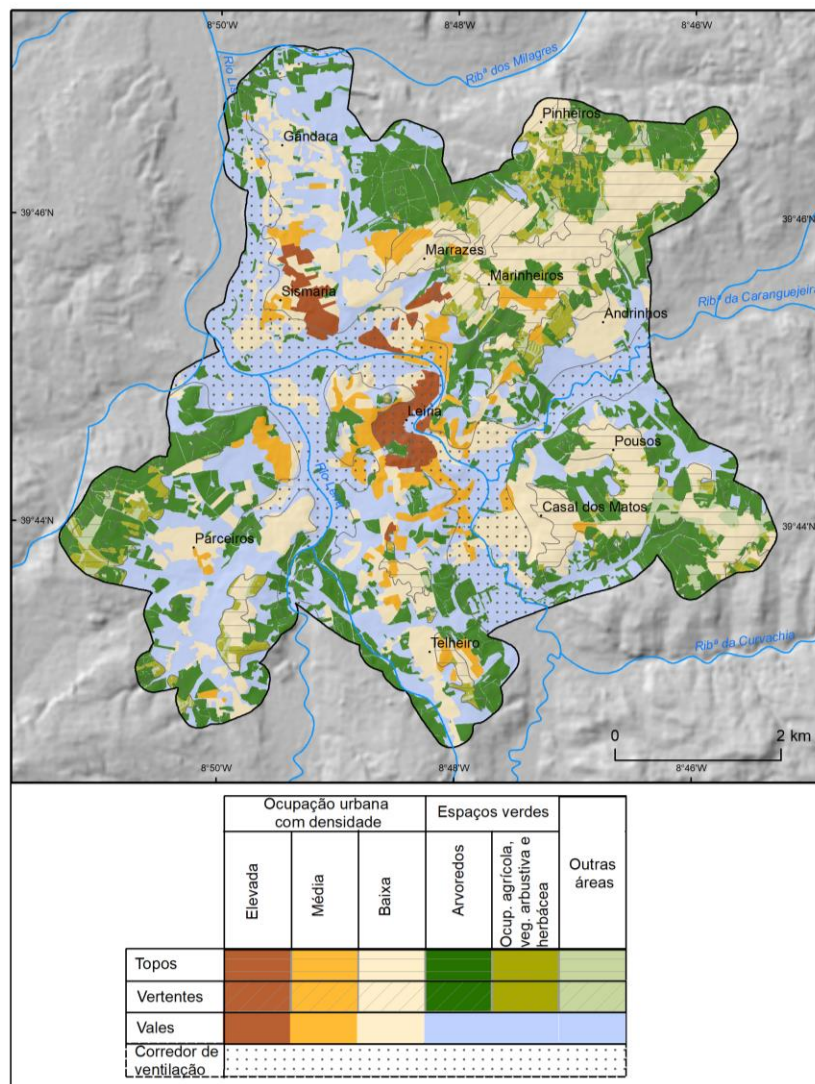 8°50'W
8°48'W
8°46'W
Ribª dos Milagres
Rio Lis
Pinheiros
Gândara
39°46'N
39°46'N
Marrazes
Marinheiros
Sismaria
Andrinhos
Ribª da Caranguejeira
Leiria
Pousos
Rio Lena
39°44'N
Casal dos Matos
39°44'N
Parceiros
Telheiro
Ribª da Curvachia
0
2 km
8°50'W
8°48'W
8°46'W
Ocupação urbana
com densidade
Espaços verdes
Outras
áreas
Elevada
Média
Baixa
Arvoredos
Ocup. agrícola,
veg. arbustiva e
herbácea
Topos
Vertentes
Vales
Corredor de
ventilação